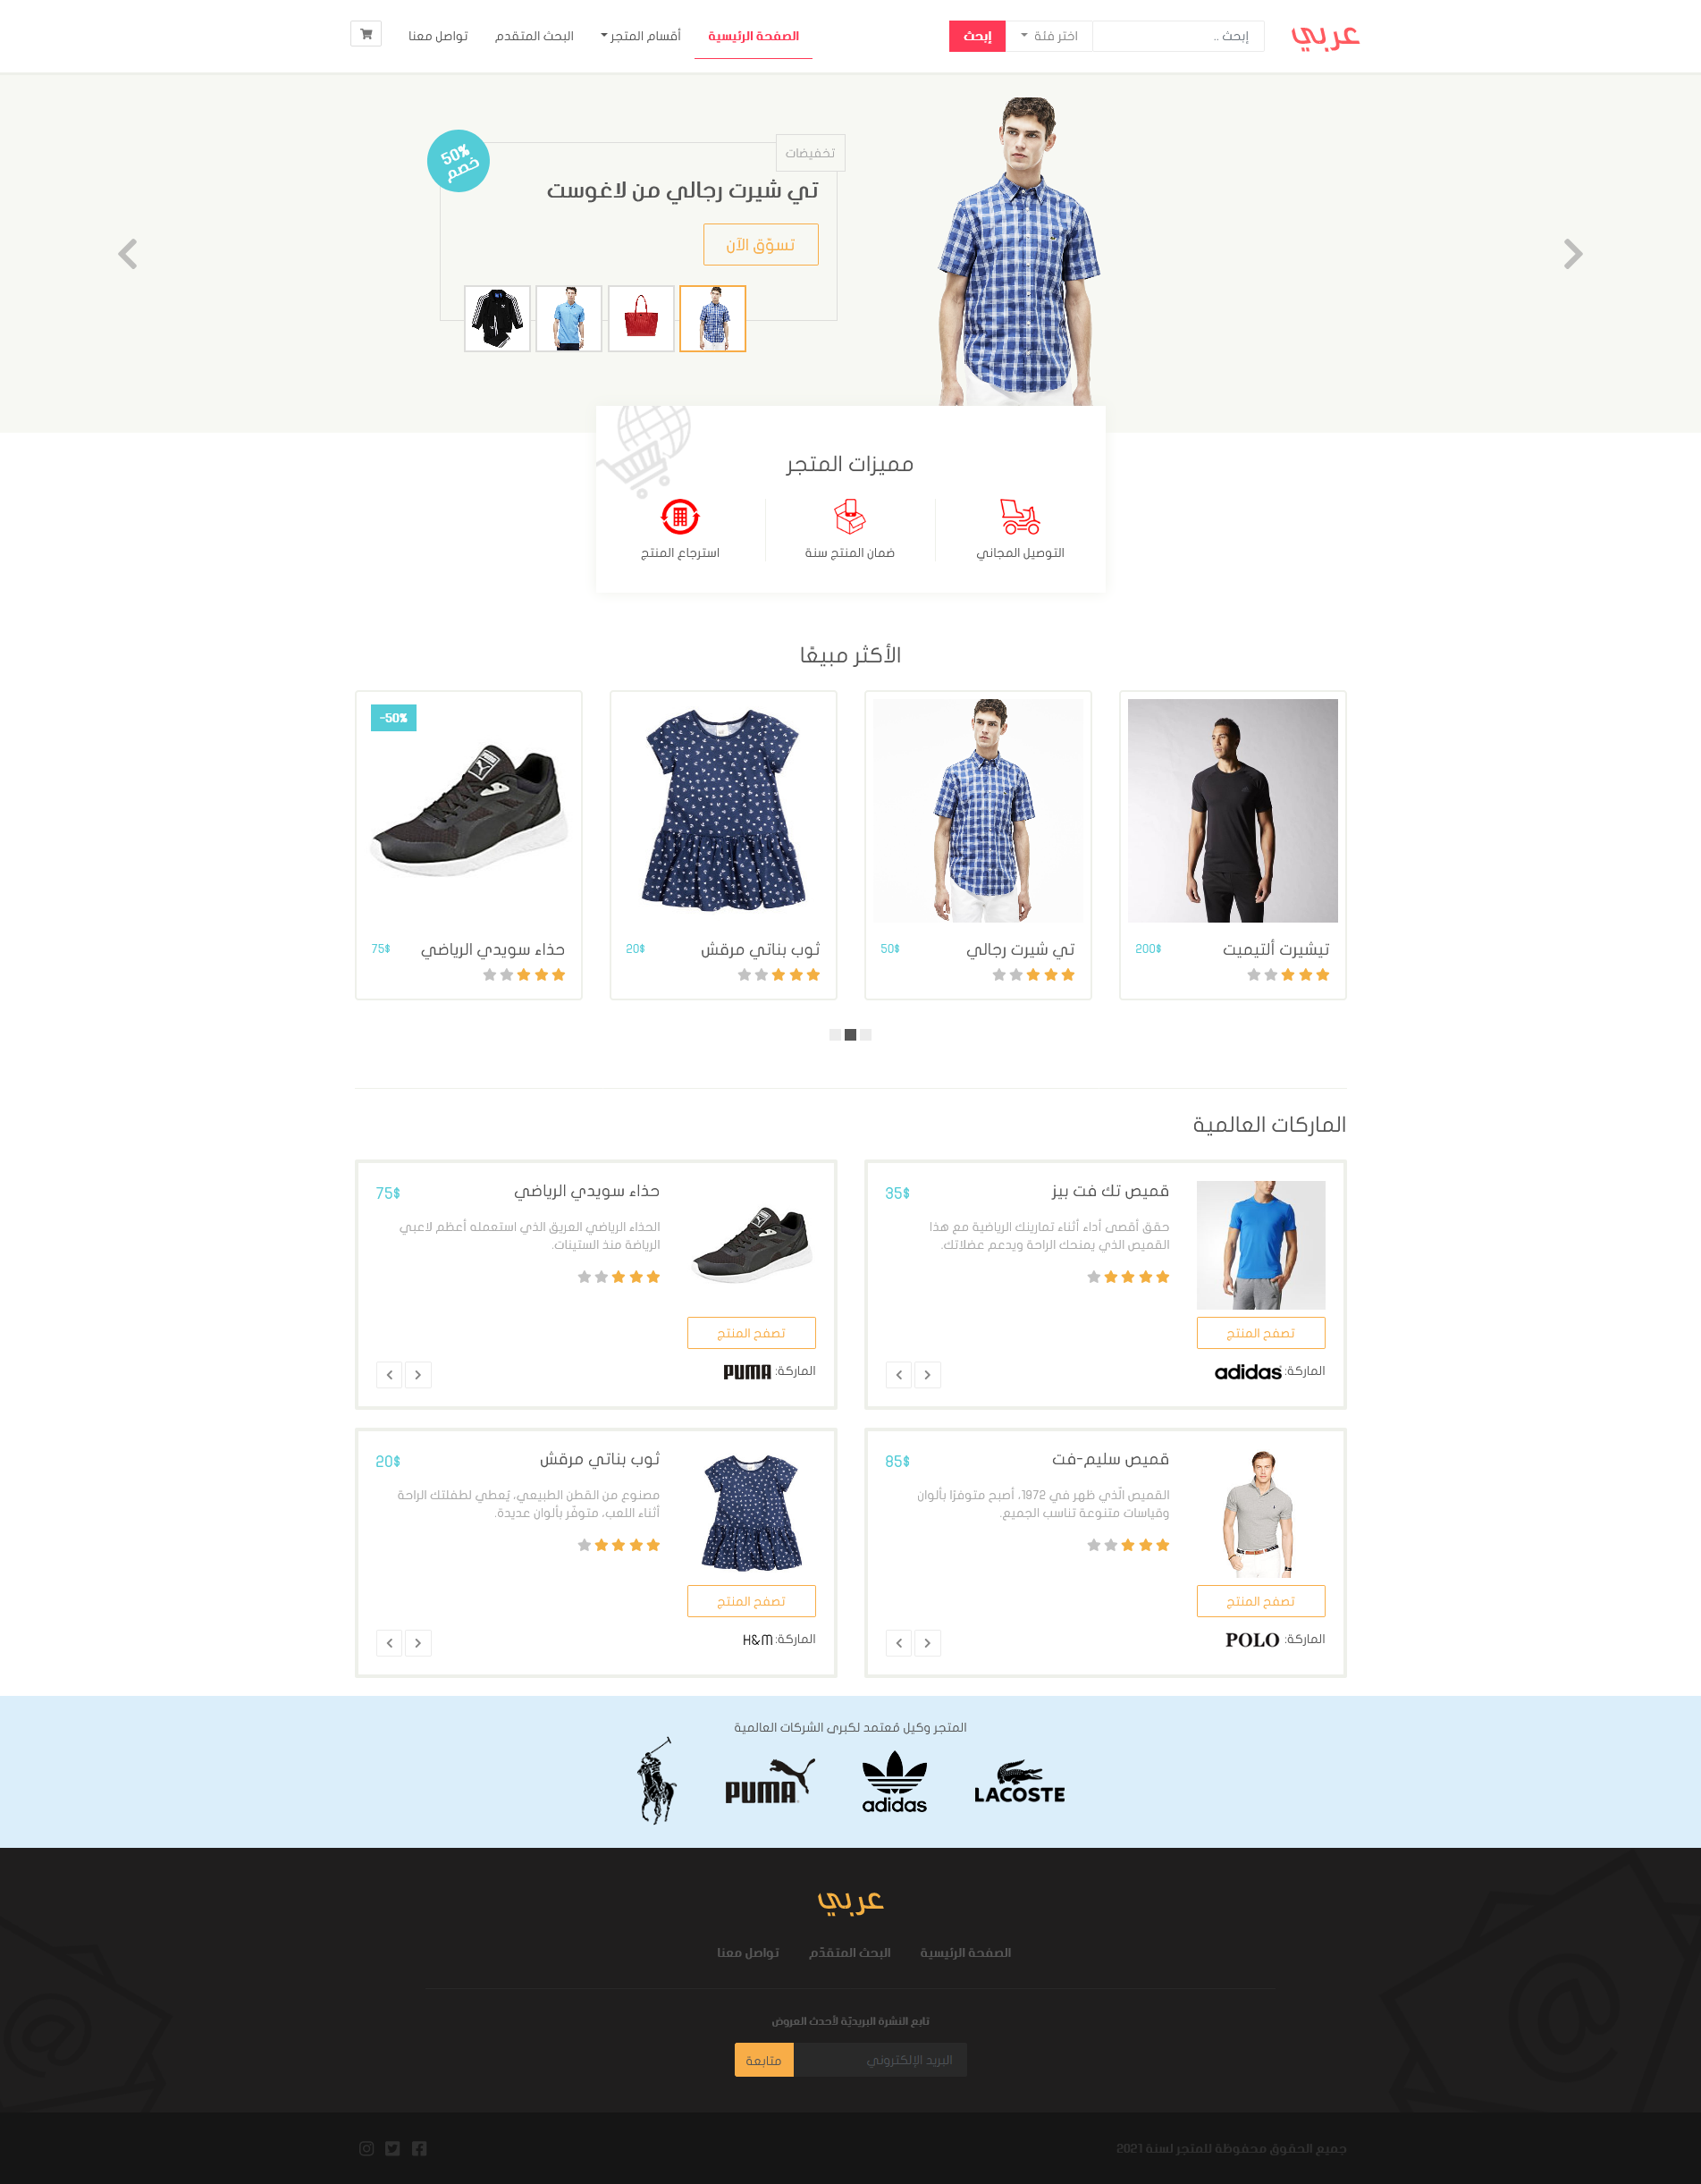 عربي
إبحث ..
اختر فئة
إبحث
الصفحة الرئيسية
أقسام المتجر
البحث المتقدم
تواصل معنا
تخفيضات
50%
خصم
تي شيرت رجالي من لاغوست
تسوّق الآن
مميزات المتجر
التوصيل المجاني
ضمان المنتج سنة
استرجاع المنتج
الأكثر مبيعًا
-50%
تيشيرت ألتيميت
200$
تي شيرت رجالي
50$
ثوب بناتي مرقش
20$
حذاء سويدي الرياضي
75$
الماركات العالمية
قميص تك فت بيز
35$
حقق أقصى أداء أثناء تمارينك الرياضية مع هذا
القميص الذي يمنحك الراحة ويدعم عضلاتك.
تصفح المنتج
الماركة: adidas
حذاء سويدي الرياضي
75$
الحذاء الرياضي العريق الذي استعمله أعظم لاعبي
الرياضة منذ الستينات.
تصفح المنتج
الماركة: PUMA
قميص سليم-فت
85$
القميص الّذي ظهر في 1972، أصبح متوفرًا بألوان
وقياسات متنوعة تناسب الجميع.
تصفح المنتج
الماركة: POLO
ثوب بناتي مرقش
20$
مصنوع من القطن الطبيعي، يُعطي لطفلتك الراحة
أثناء اللعب، متوفّر بألوان عديدة.
تصفح المنتج
الماركة: H&M
المتجر وكيل مُعتمد لكبرى الشركات العالمية
LACOSTE
adidas
PUMA
عربي
الصفحة الرئيسية
البحث المتقدّم
تواصل معنا
تابع النشرة البريديّة لأحدث العروض
البريد الإلكتروني
متابعة
جميع الحقوق محفوظة للمتجر لسنة 2021